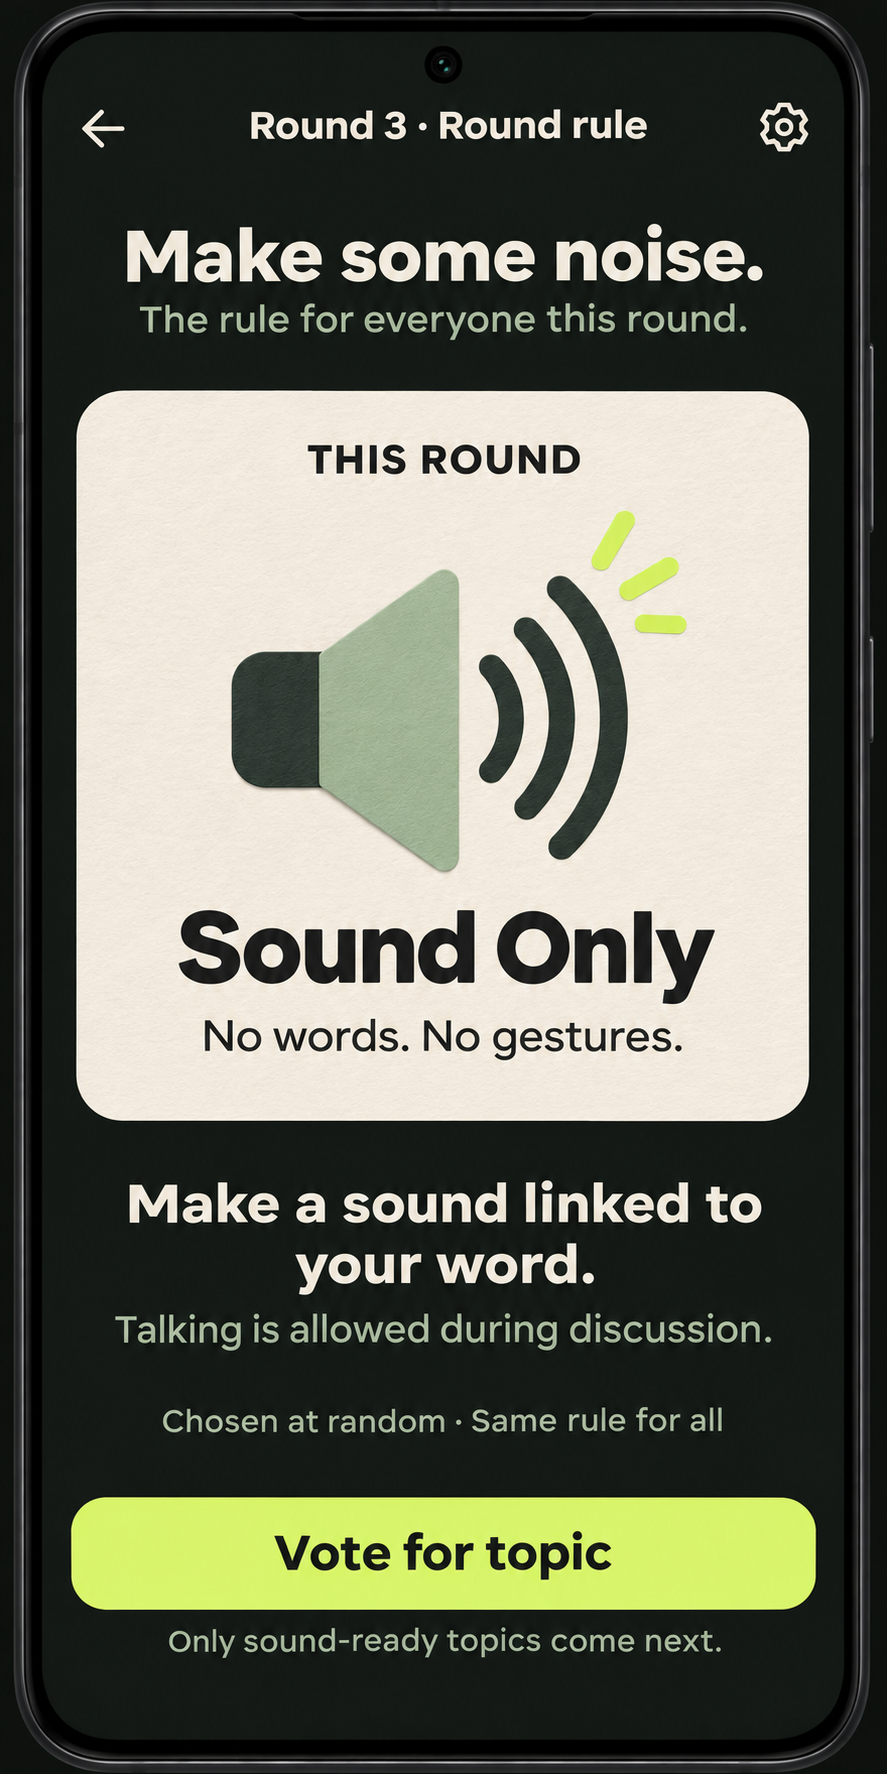 Round 3 · Round rule
Make some noise.
The rule for everyone this round.
THIS ROUND
Sound Only
No words. No gestures.
Make a sound linked to
your word.
Talking is allowed during discussion.
Chosen at random · Same rule for all
Vote for topic
Only sound-ready topics come next.